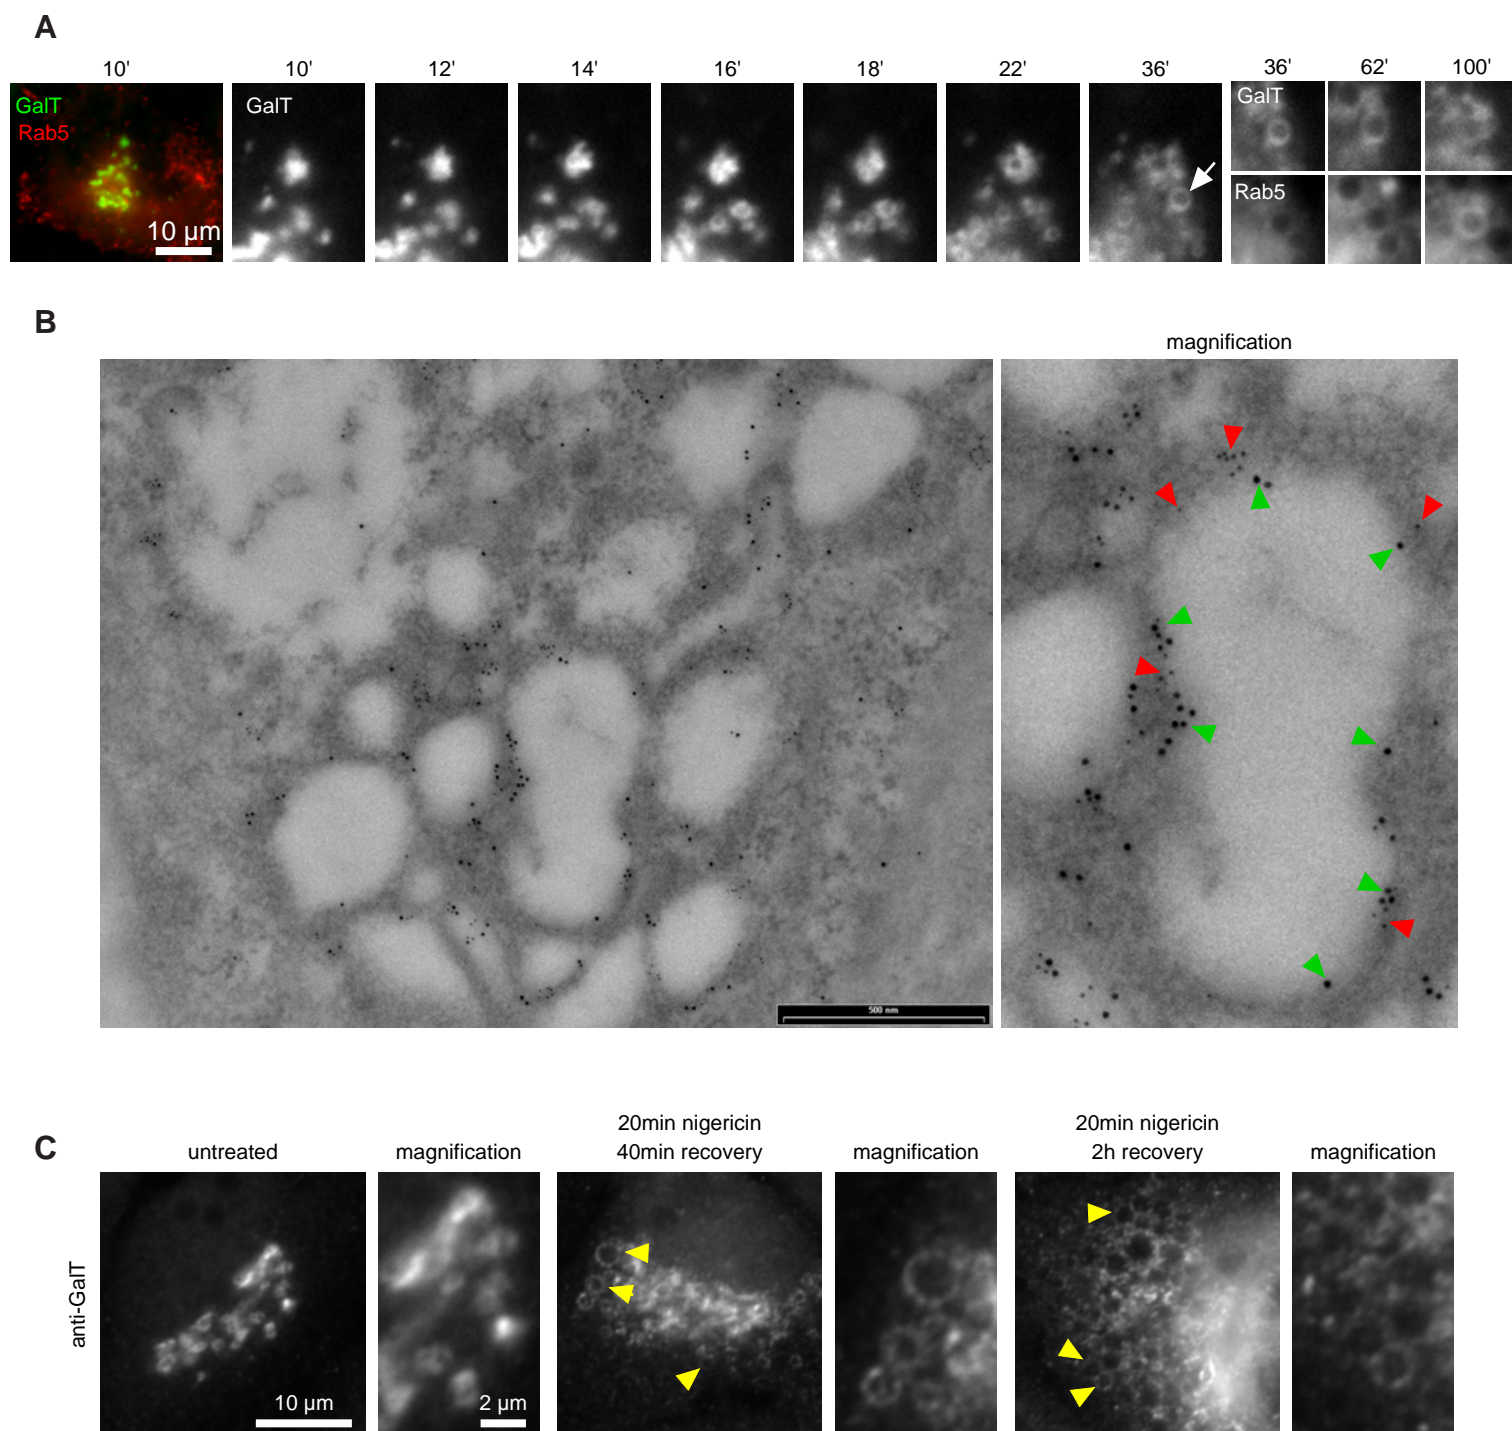 A
10'
10'
12'
14'
16'
18'
22'
36'
36'
62'
100'
GalT
Rab5
10 µm
GalT
GalT
Rab5
B
magnification
500 nm
C
untreated
magnification
20min nigericin
40min recovery
magnification
20min nigericin
2h recovery
magnification
anti-GalT
10 µm
2 µm